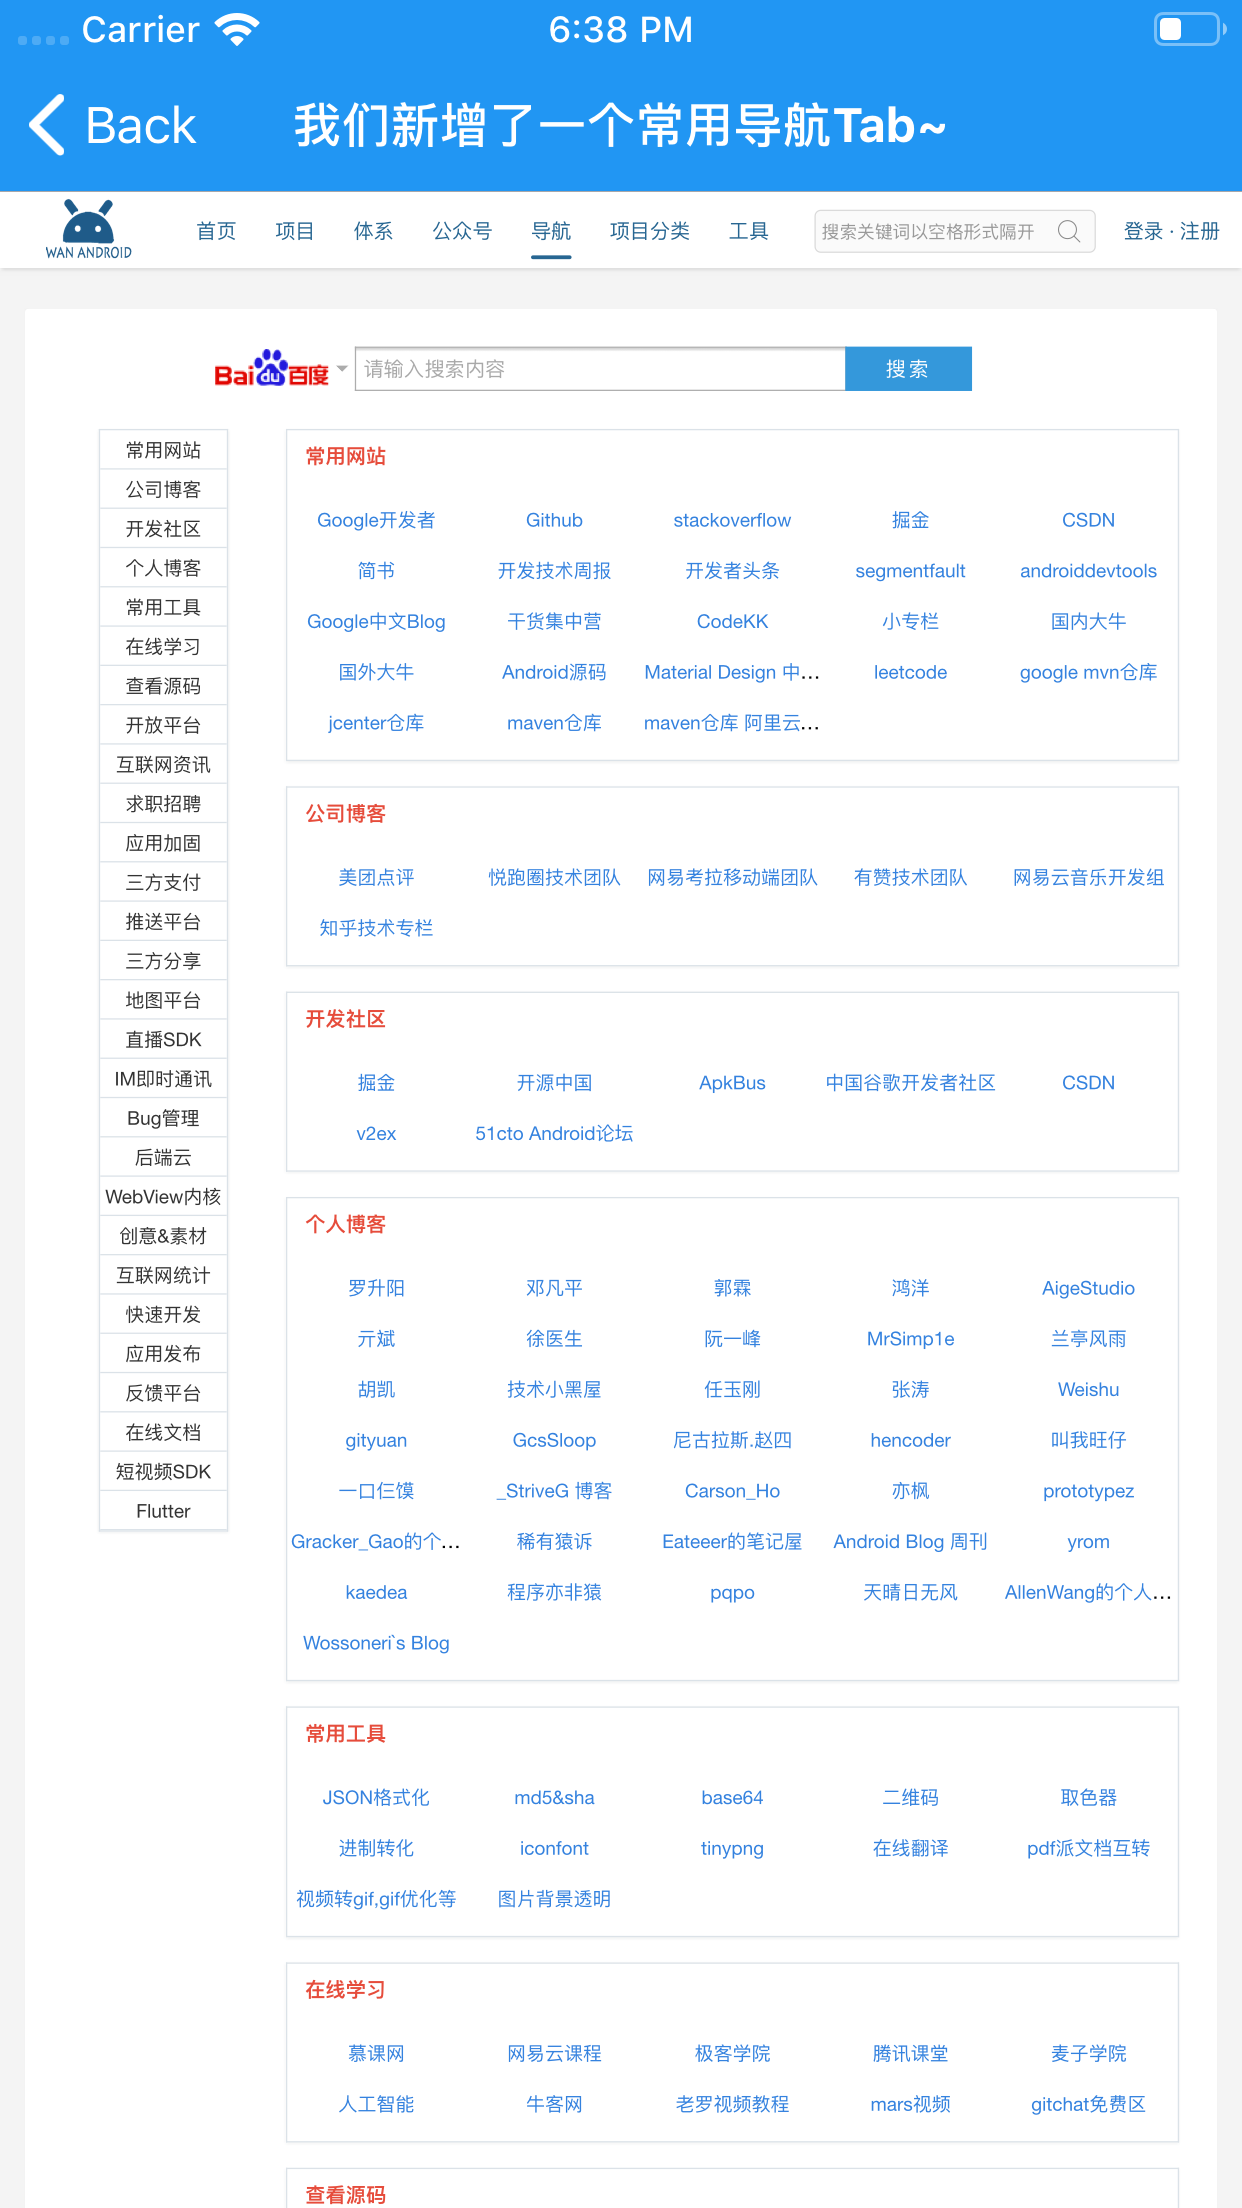 Carrier 6:38 PM
Back 我们新增了一个常用导航Tab~
WAN ANDROID 首页 项目 体系 公众号 导航 项目分类 工具 搜索关键词以空格形式隔开 登录 · 注册
Bai du 百度 请输入搜索内容 搜索
常用网站
公司博客
开发社区
个人博客
常用工具
在线学习
查看源码
开放平台
互联网资讯
求职招聘
应用加固
三方支付
推送平台
三方分享
地图平台
直播SDK
IM即时通讯
Bug管理
后端云
WebView内核
创意&素材
互联网统计
快速开发
应用发布
反馈平台
在线文档
短视频SDK
Flutter
常用网站
Google开发者 Github stackoverflow 掘金 CSDN
简书 开发技术周报 开发者头条 segmentfault androiddevtools
Google中文Blog 干货集中营 CodeKK 小专栏 国内大牛
国外大牛 Android源码 Material Design 中... leetcode google mvn仓库
jcenter仓库 maven仓库 maven仓库 阿里云...
公司博客
美团点评 悦跑圈技术团队 网易考拉移动端团队 有赞技术团队 网易云音乐开发组
知乎技术专栏
开发社区
掘金 开源中国 ApkBus 中国谷歌开发者社区 CSDN
v2ex 51cto Android论坛
个人博客
罗升阳 邓凡平 郭霖 鸿洋 AigeStudio
亓斌 徐医生 阮一峰 MrSimp1e 兰亭风雨
胡凯 技术小黑屋 任玉刚 张涛 Weishu
gityuan GcsSloop 尼古拉斯.赵四 hencoder 叫我旺仔
一口仨馍 _StriveG 博客 Carson_Ho 亦枫 prototypez
Gracker_Gao的个... 稀有猿诉 Eateeer的笔记屋 Android Blog 周刊 yrom
kaedea 程序亦非猿 pqpo 天晴日无风 AllenWang的个人...
Wossoneri`s Blog
常用工具
JSON格式化 md5&sha base64 二维码 取色器
进制转化 iconfont tinypng 在线翻译 pdf派文档互转
视频转gif,gif优化等 图片背景透明
在线学习
慕课网 网易云课程 极客学院 腾讯课堂 麦子学院
人工智能 牛客网 老罗视频教程 mars视频 gitchat免费区
查看源码